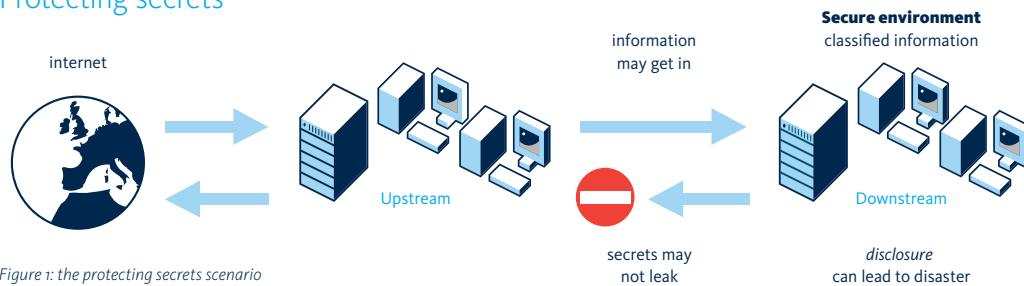 Protecting secrets
Secure environment
classified information
information
may get in
internet
Upstream
Downstream
secrets may
not leak
disclosure
can lead to disaster
Figure 1: the protecting secrets scenario